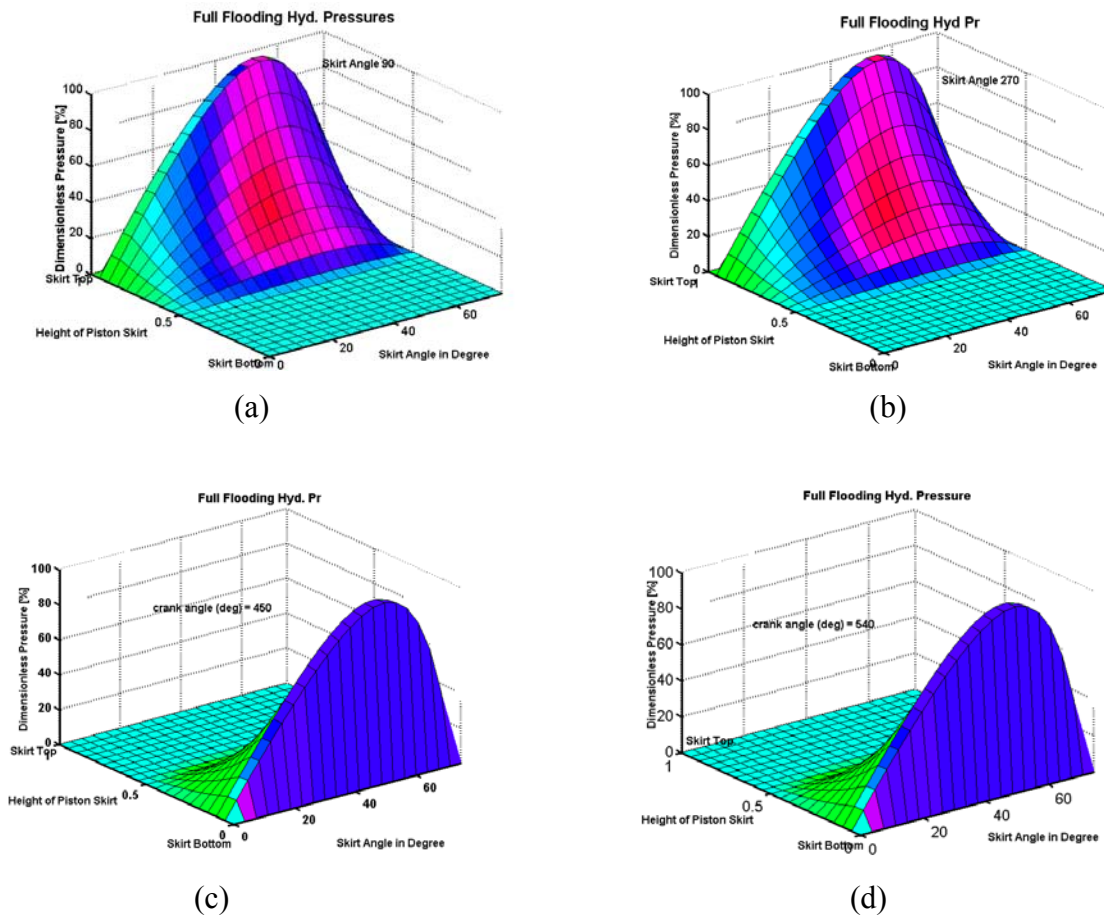 Full Flooding Hyd. Pressures
Skirt Angle 90
Dimensionless Pressure [%]
100
80
60
40
20
0
Skirt Top
1
Height of Piston Skirt
0.5
Skirt Bottom
0
0
20
40
60
Skirt Angle in Degree
(a)
Full Flooding Hyd Pr
Skirt Angle 270
Dimensionless Pressure [%]
100
80
60
40
20
0
Skirt Top
1
Height of Piston Skirt
0.5
Skirt Bottom
0
0
20
40
60
Skirt Angle in Degree
(b)
Full Flooding Hyd. Pr
crank angle (deg) = 450
Dimensionless Pressure [%]
100
80
60
40
20
0
Skirt Top
1
Height of Piston Skirt
0.5
Skirt Bottom
0
0
20
40
60
Skirt Angle in Degree
(c)
Full Flooding Hyd. Pressure
crank angle (deg) = 540
Dimensionless Pressure [%]
100
80
60
40
20
0
Skirt Top
1
Height of Piston Skirt
0.5
Skirt Bottom
0
0
20
40
60
Skirt Angle in Degree
(d)